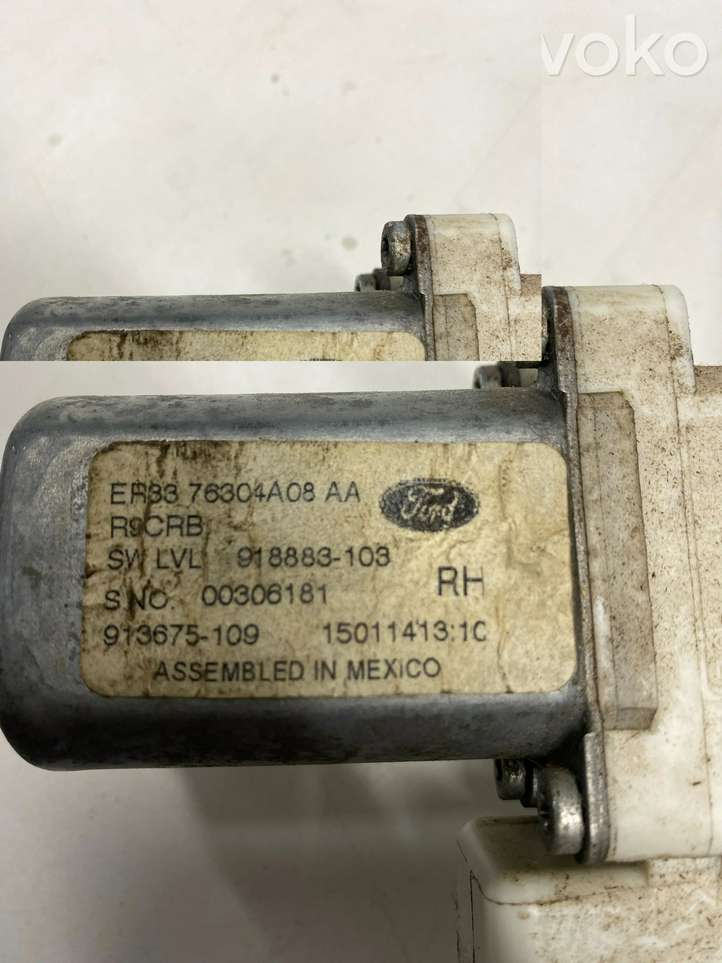 voko
ER33 76304A08 AA
Ford
R9CRB
SW LVL 918883-103
RH
S NO. 00306181
913675-109 15011413:10
ASSEMBLED IN MEXICO